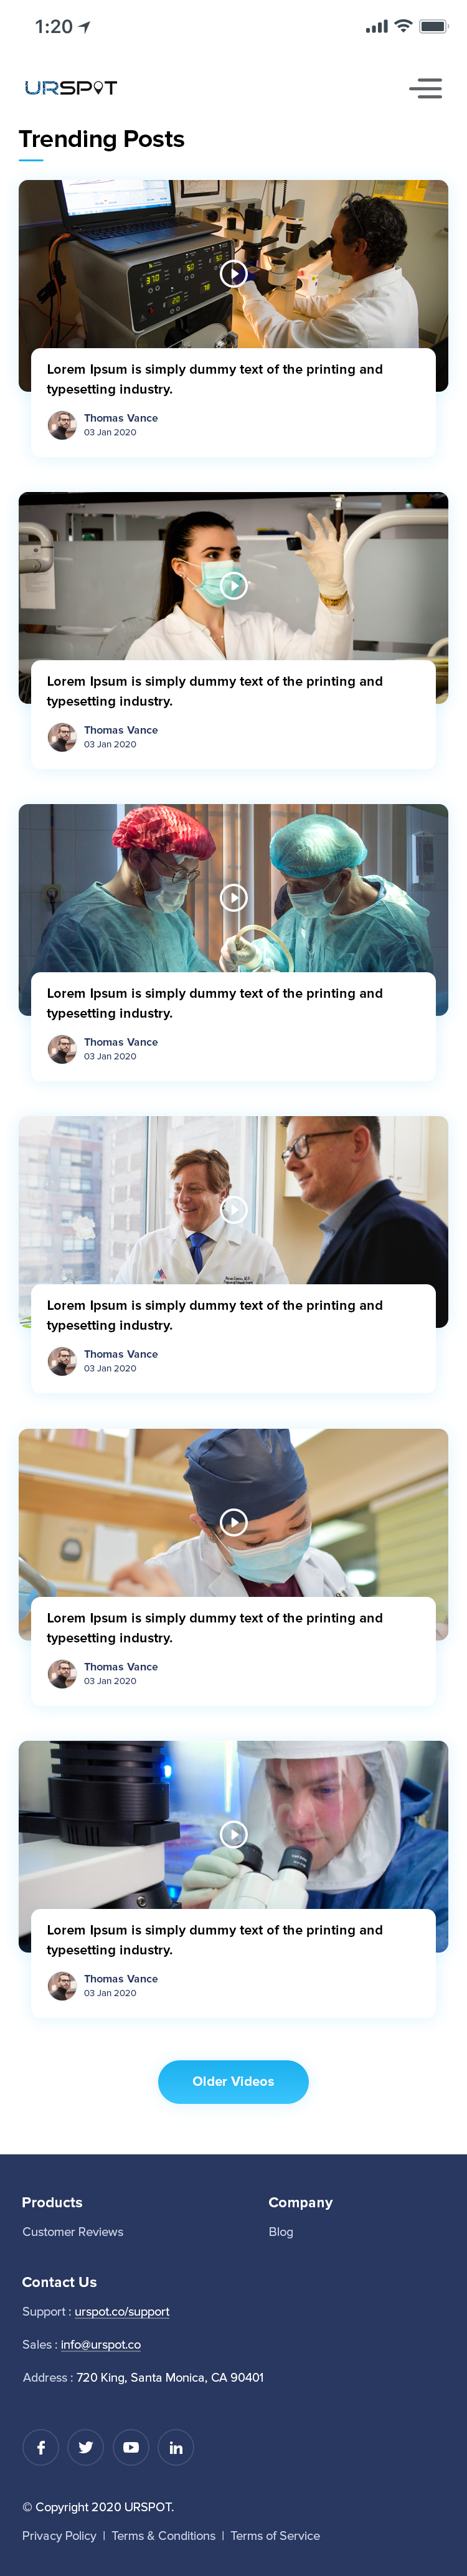 1:20
URSPOT
Trending Posts
37.0
Lorem Ipsum is simply dummy text of the printing and
typesetting industry.
Thomas Vance
03 Jan 2020
Lorem Ipsum is simply dummy text of the printing and
typesetting industry.
Thomas Vance
03 Jan 2020
Lorem Ipsum is simply dummy text of the printing and
typesetting industry.
Thomas Vance
03 Jan 2020
Lorem Ipsum is simply dummy text of the printing and
typesetting industry.
Thomas Vance
03 Jan 2020
Lorem Ipsum is simply dummy text of the printing and
typesetting industry.
Thomas Vance
03 Jan 2020
Lorem Ipsum is simply dummy text of the printing and
typesetting industry.
Thomas Vance
03 Jan 2020
Older Videos
Products
Company
Customer Reviews
Blog
Contact Us
Support : urspot.co/support
Sales : info@urspot.co
Address : 720 King, Santa Monica, CA 90401
© Copyright 2020 URSPOT.
Privacy Policy | Terms & Conditions | Terms of Service